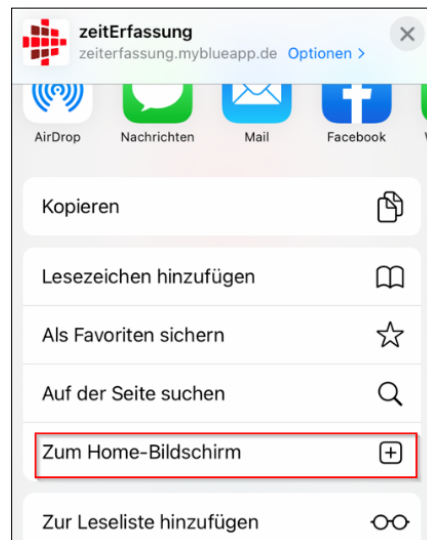 zeitErfassung
zeiterfassung.myblueapp.de Optionen >
AirDrop Nachrichten Mail Facebook
Kopieren
Lesezeichen hinzufügen
Als Favoriten sichern
Auf der Seite suchen
Zum Home-Bildschirm
Zur Leseliste hinzufügen